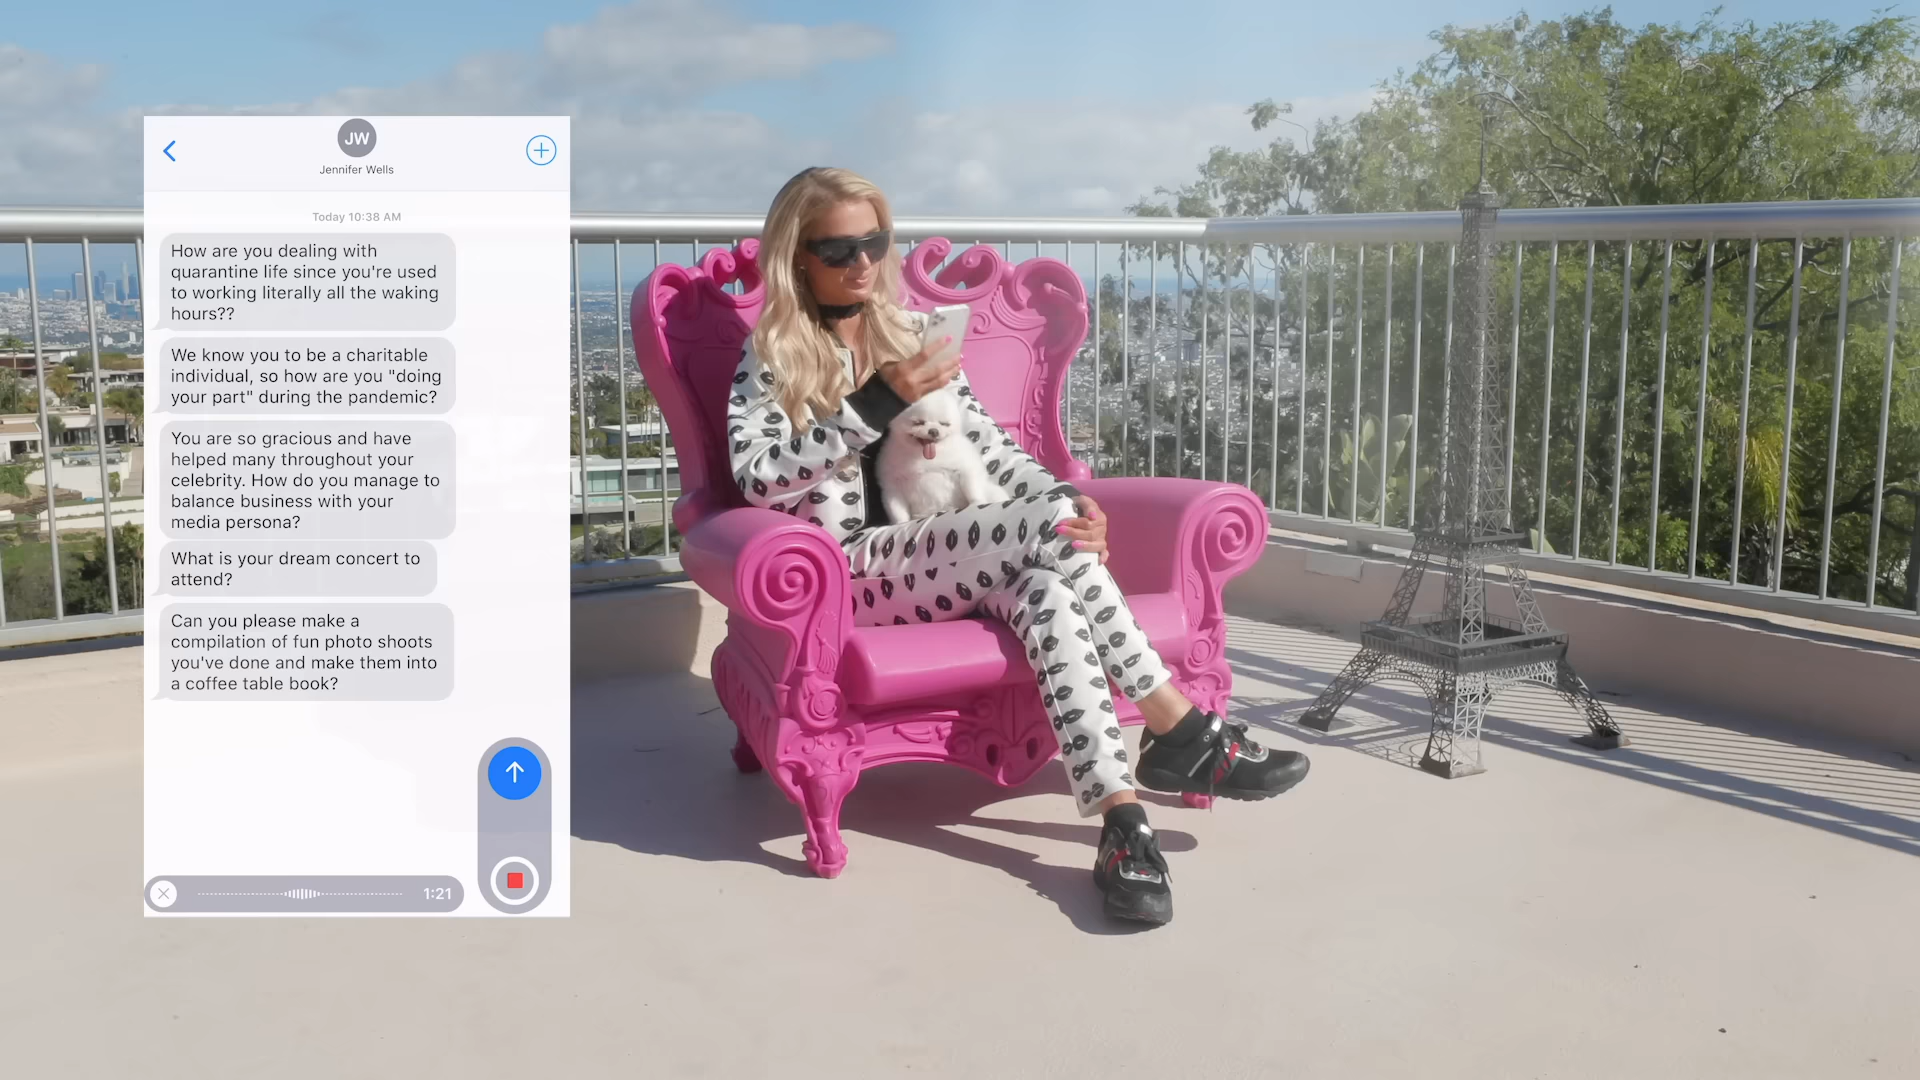 JW
Jennifer Wells
Today 10:38 AM
How are you dealing with
quarantine life since you're used
to working literally all the waking
hours??
We know you to be a charitable
individual, so how are you "doing
your part" during the pandemic?
You are so gracious and have
helped many throughout your
celebrity. How do you manage to
balance business with your
media persona?
What is your dream concert to
attend?
Can you please make a
compilation of fun photo shoots
you've done and make them into
a coffee table book?
1:21